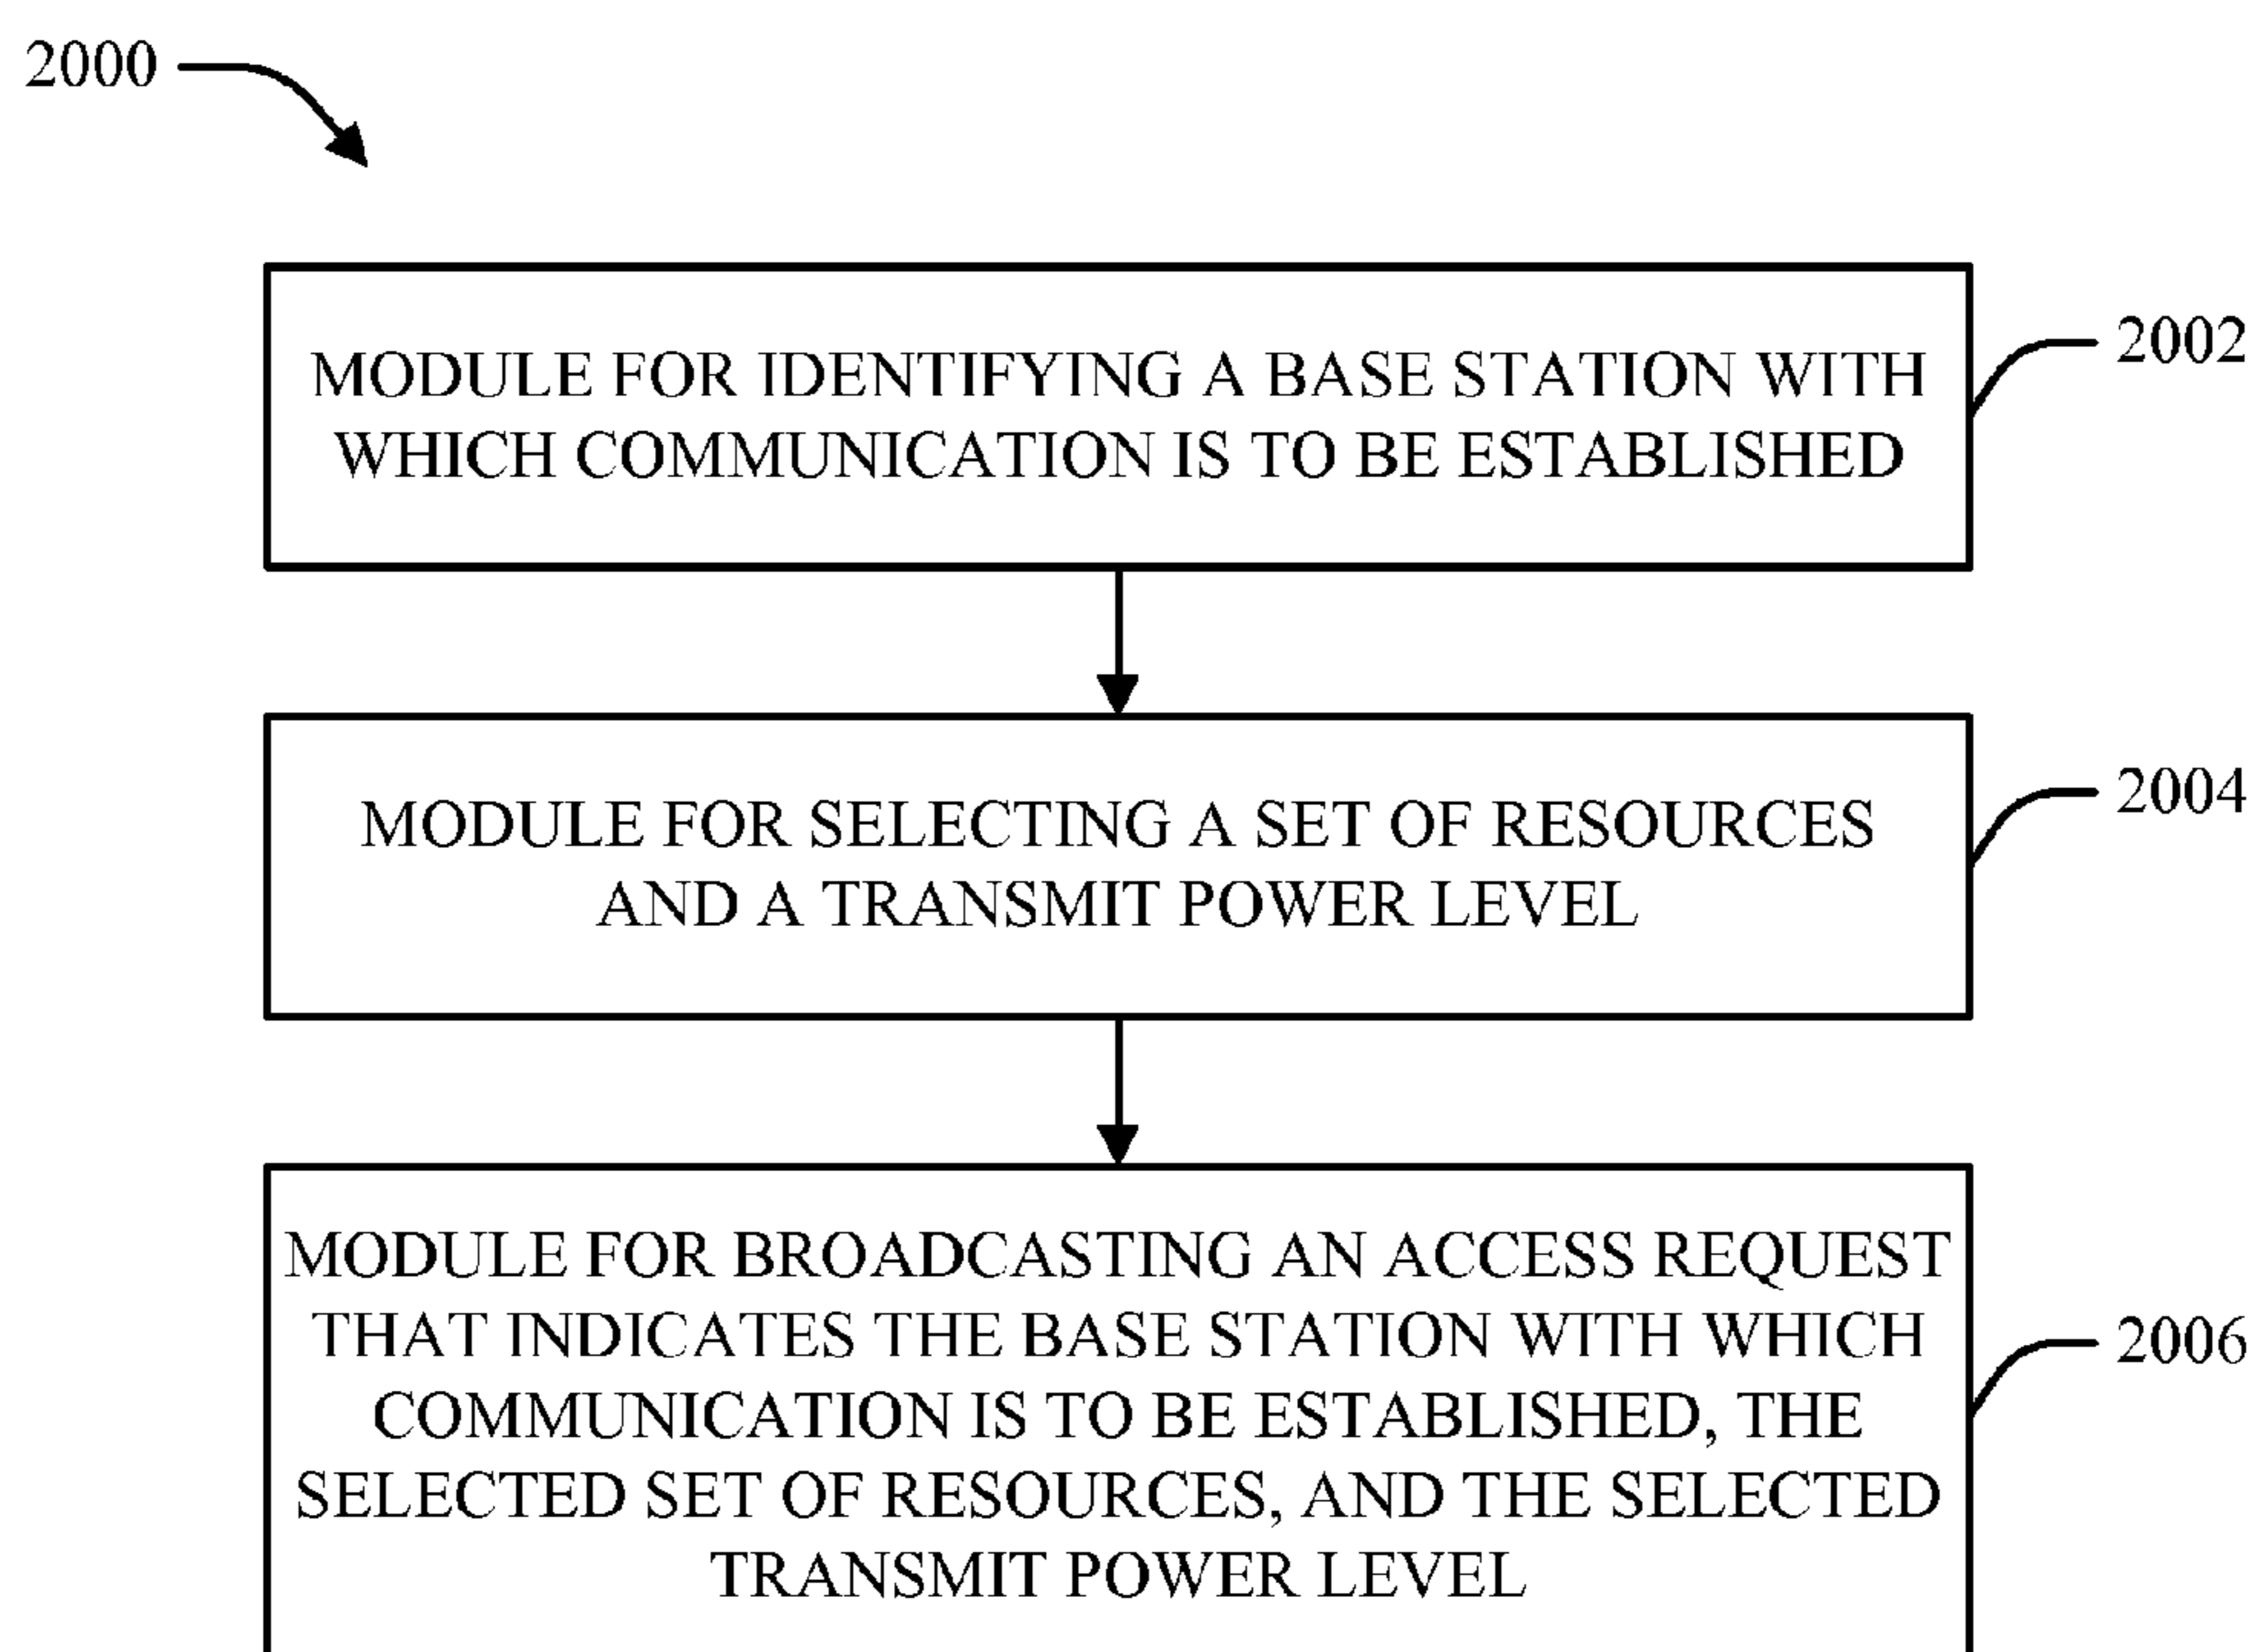 2000
MODULE FOR IDENTIFYING A BASE STATION WITH
WHICH COMMUNICATION IS TO BE ESTABLISHED
2002
MODULE FOR SELECTING A SET OF RESOURCES
AND A TRANSMIT POWER LEVEL
2004
MODULE FOR BROADCASTING AN ACCESS REQUEST
THAT INDICATES THE BASE STATION WITH WHICH
COMMUNICATION IS TO BE ESTABLISHED, THE
SELECTED SET OF RESOURCES, AND THE SELECTED
TRANSMIT POWER LEVEL
2006